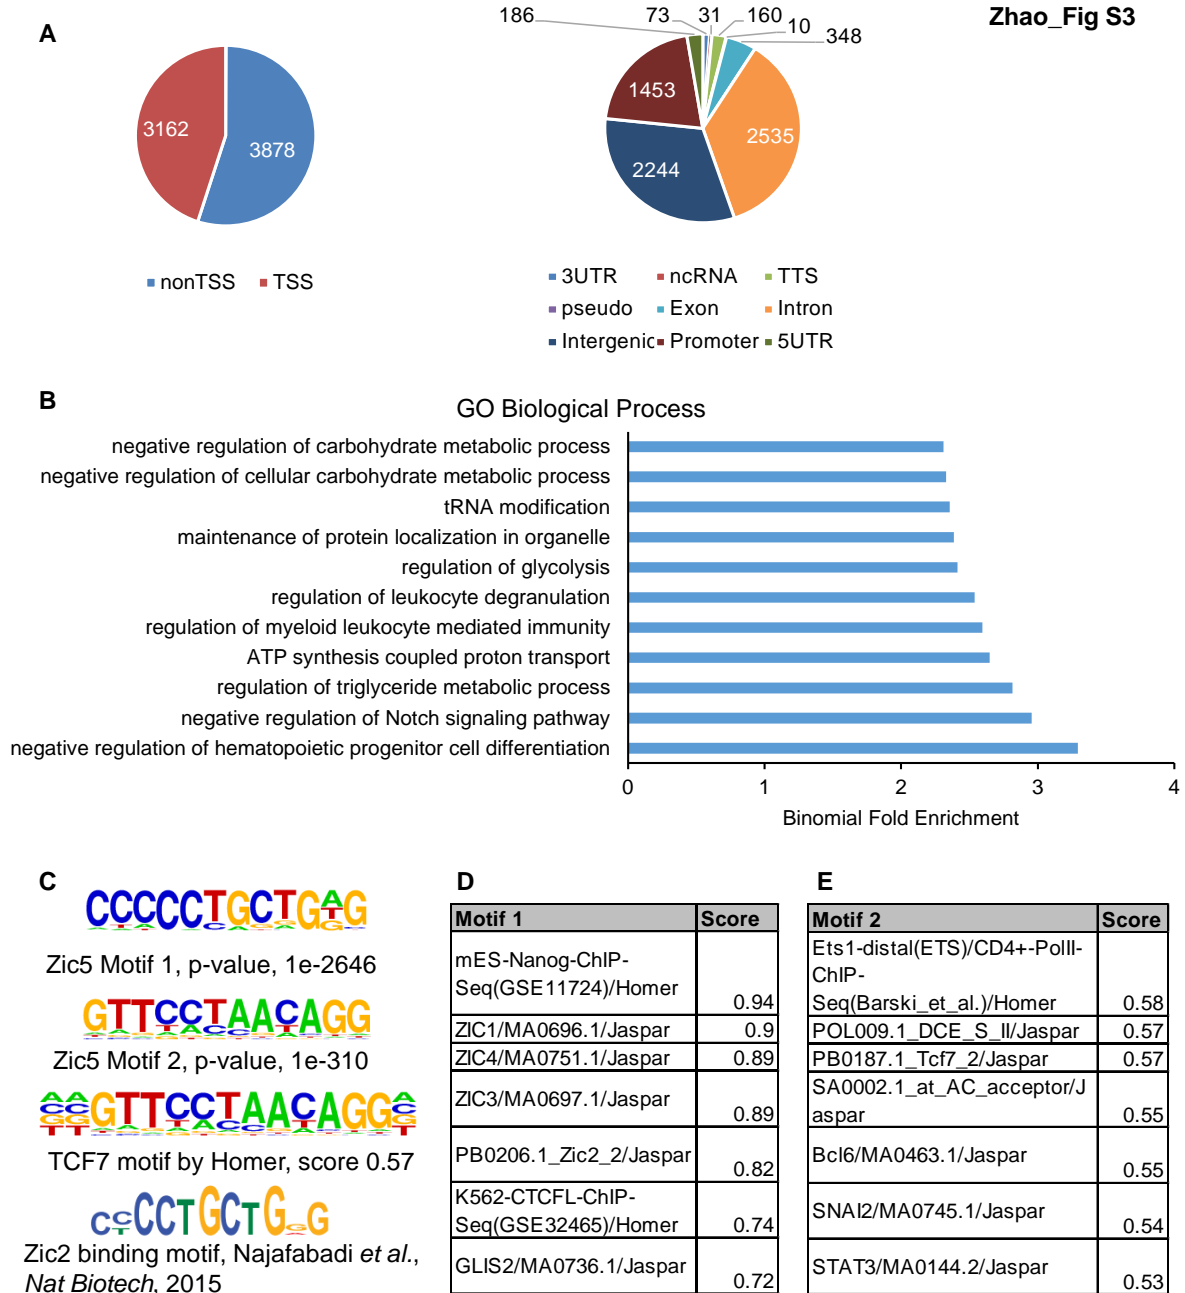 Zhao_Fig S3
A
3162
3878
nonTSS
TSS
186
73
31
160
10
348
1453
2535
2244
3UTR
ncRNA
TTS
pseudo
Exon
Intron
Intergenic
Promoter
5UTR
B
GO Biological Process
negative regulation of carbohydrate metabolic process
negative regulation of cellular carbohydrate metabolic process
tRNA modification
maintenance of protein localization in organelle
regulation of glycolysis
regulation of leukocyte degranulation
regulation of myeloid leukocyte mediated immunity
ATP synthesis coupled proton transport
regulation of triglyceride metabolic process
negative regulation of Notch signaling pathway
negative regulation of hematopoietic progenitor cell differentiation
0 1 2 3 4
Binomial Fold Enrichment
C
CCCCCTGCTGAG
Zic5 Motif 1, p-value, 1e-2646
GTTCCTAACAGG
Zic5 Motif 2, p-value, 1e-310
GTTCCTAACAGG
TCF7 motif by Homer, score 0.57
CCCCTGCTGGG
Zic2 binding motif, Najafabadi et al.,
Nat Biotech, 2015
D
Motif 1 Score
mES-Nanog-ChIP-
Seq(GSE11724)/Homer 0.94
ZIC1/MA0696.1/Jaspar 0.9
ZIC4/MA0751.1/Jaspar 0.89
ZIC3/MA0697.1/Jaspar 0.89
PB0206.1_Zic2_2/Jaspar 0.82
K562-CTCFL-ChIP-
Seq(GSE32465)/Homer 0.74
GLIS2/MA0736.1/Jaspar 0.72
E
Motif 2 Score
Ets1-distal(ETS)/CD4+-PolII-
ChIP-
Seq(Barski_et_al.)/Homer 0.58
POL009.1_DCE_S_II/Jaspar 0.57
PB0187.1_Tcf7_2/Jaspar 0.57
SA0002.1_at_AC_acceptor/J
aspar 0.55
Bcl6/MA0463.1/Jaspar 0.55
SNAI2/MA0745.1/Jaspar 0.54
STAT3/MA0144.2/Jaspar 0.53